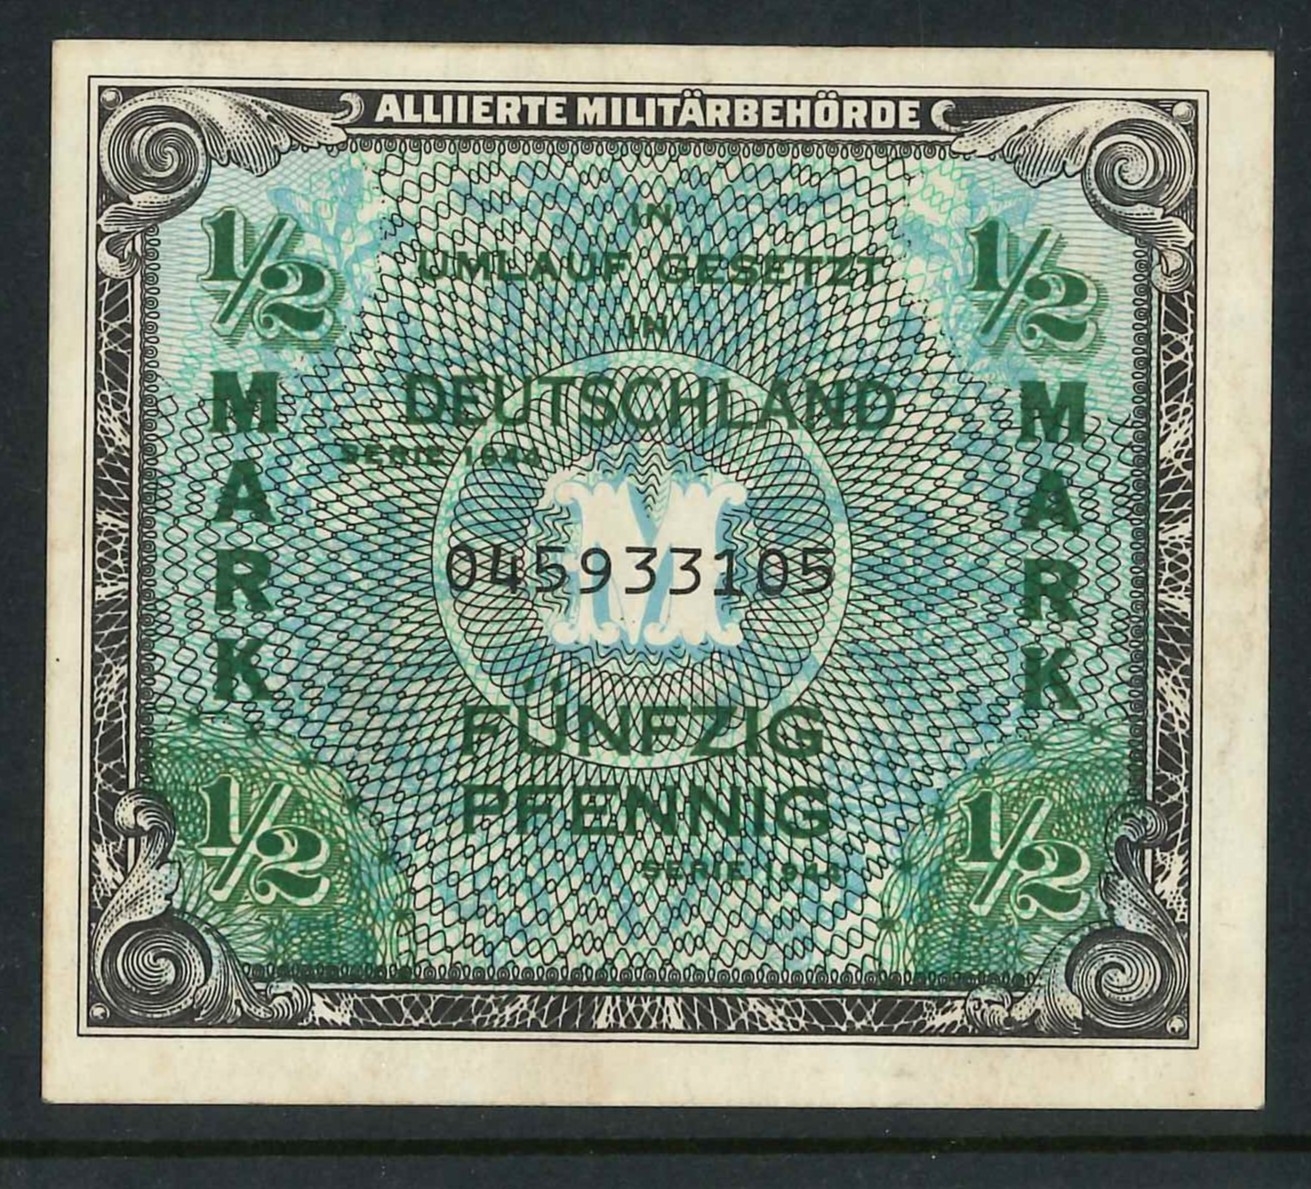 ALLIIERTE MILITÄRBEHÖRDE
1/2
1/2
IN
UMLAUF GESETZT
IN
DEUTSCHLAND
SERIE 1944
MARK
MARK
M
045933105
FÜNFZIG
PFENNIG
SERIE 1944
1/2
1/2